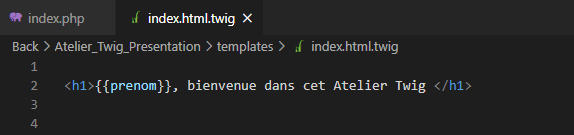 index.php index.html.twig
Back > Atelier_Twig_Presentation > templates > index.html.twig
1
2 <h1>{{prenom}}, bienvenue dans cet Atelier Twig </h1>
3
4